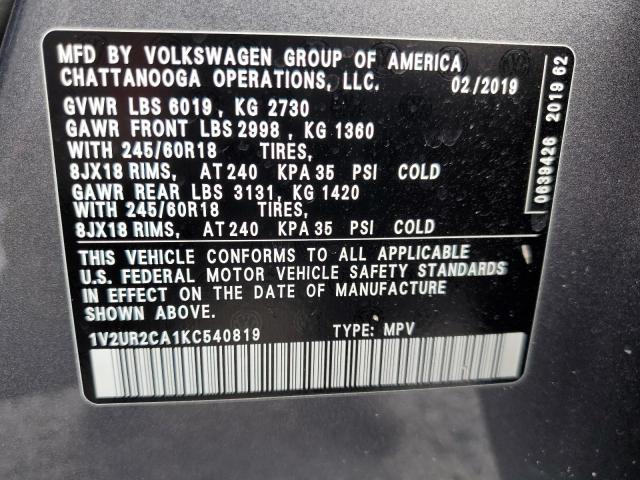 MFD BY VOLKSWAGEN GROUP OF AMERICA
CHATTANOOGA OPERATIONS, LLC. 02/2019
GVWR LBS 6019, KG 2730
GAWR FRONT LBS 2998, KG 1360
WITH 245/60R18 TIRES,
8JX18 RIMS, AT 240 KPA 35 PSI COLD
GAWR REAR LBS 3131, KG 1420
WITH 245/60R18 TIRES,
8JX18 RIMS, AT 240 KPA 35 PSI COLD
THIS VEHICLE CONFORMS TO ALL APPLICABLE
U.S. FEDERAL MOTOR VEHICLE SAFETY STANDARDS
IN EFFECT ON THE DATE OF MANUFACTURE
SHOWN ABOVE.
1V2UR2CA1KC540819 TYPE: MPV
0639426 2019 62